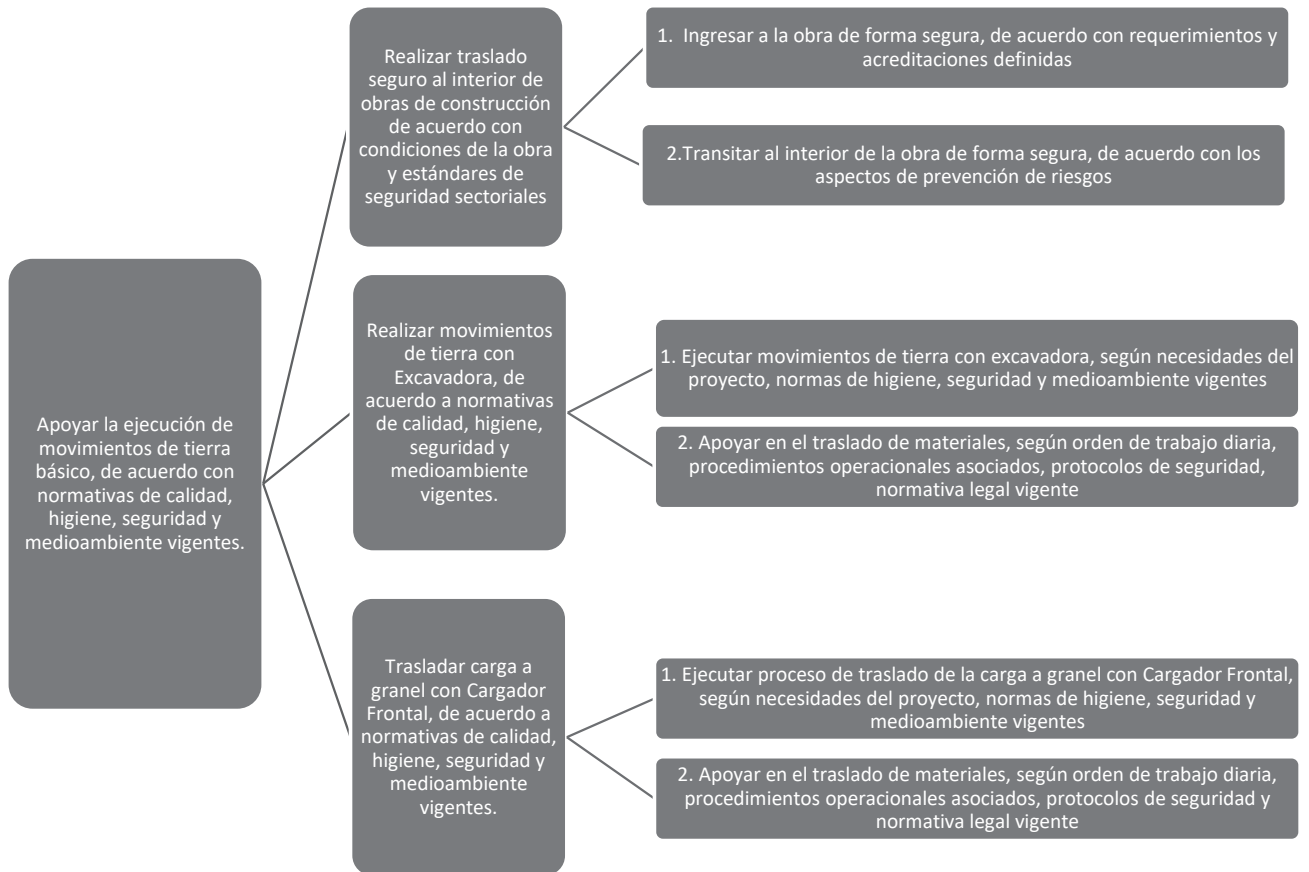 Apoyar la ejecución de
movimientos de tierra
básico, de acuerdo con
normativas de calidad,
higiene, seguridad y
medioambiente vigentes.
Realizar traslado
seguro al interior de
obras de construcción
de acuerdo con
condiciones de la obra
y estándares de
seguridad sectoriales
1. Ingresar a la obra de forma segura, de acuerdo con requerimientos y
acreditaciones definidas
2.Transitar al interior de la obra de forma segura, de acuerdo con los
aspectos de prevención de riesgos
Realizar movimientos
de tierra con
Excavadora, de
acuerdo a normativas
de calidad, higiene,
seguridad y
medioambiente
vigentes.
1. Ejecutar movimientos de tierra con excavadora, según necesidades del
proyecto, normas de higiene, seguridad y medioambiente vigentes
2. Apoyar en el traslado de materiales, según orden de trabajo diaria,
procedimientos operacionales asociados, protocolos de seguridad,
normativa legal vigente
Trasladar carga a
granel con Cargador
Frontal, de acuerdo a
normativas de calidad,
higiene, seguridad y
medioambiente
vigentes.
1. Ejecutar proceso de traslado de la carga a granel con Cargador Frontal,
según necesidades del proyecto, normas de higiene, seguridad y
medioambiente vigentes
2. Apoyar en el traslado de materiales, según orden de trabajo diaria,
procedimientos operacionales asociados, protocolos de seguridad y
normativa legal vigente